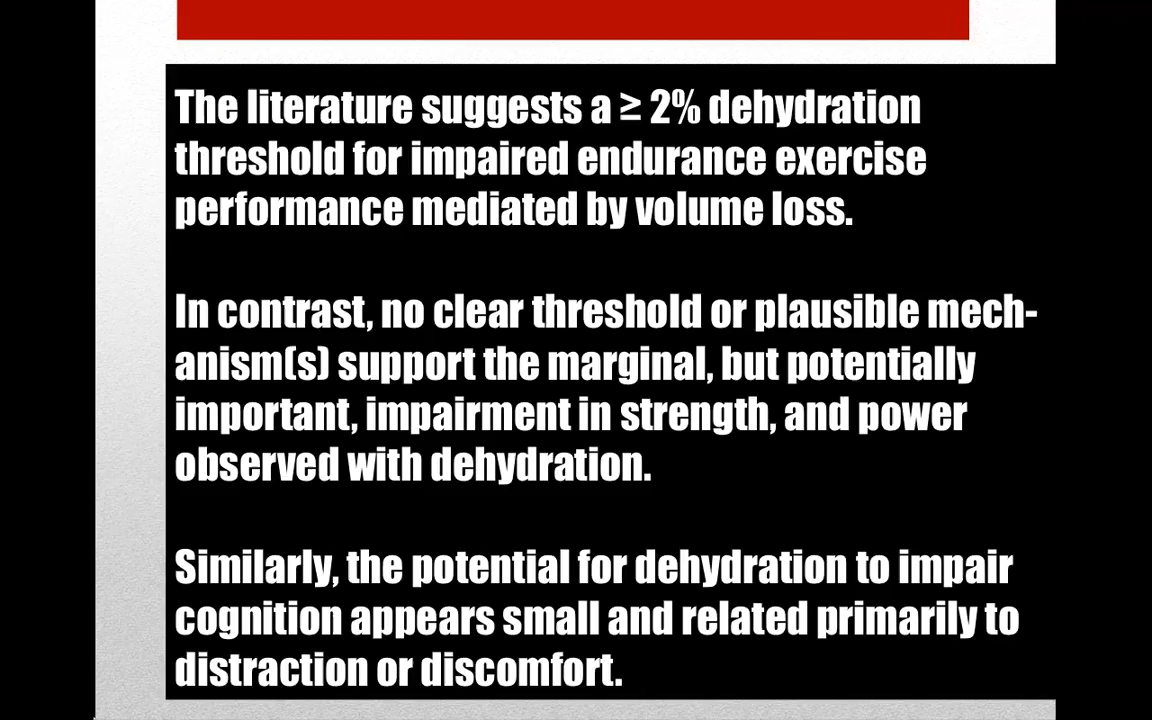 The literature suggests a ≥ 2% dehydration
threshold for impaired endurance exercise
performance mediated by volume loss.
In contrast, no clear threshold or plausible mech-
anism(s) support the marginal, but potentially
important, impairment in strength, and power
observed with dehydration.
Similarly, the potential for dehydration to impair
cognition appears small and related primarily to
distraction or discomfort.